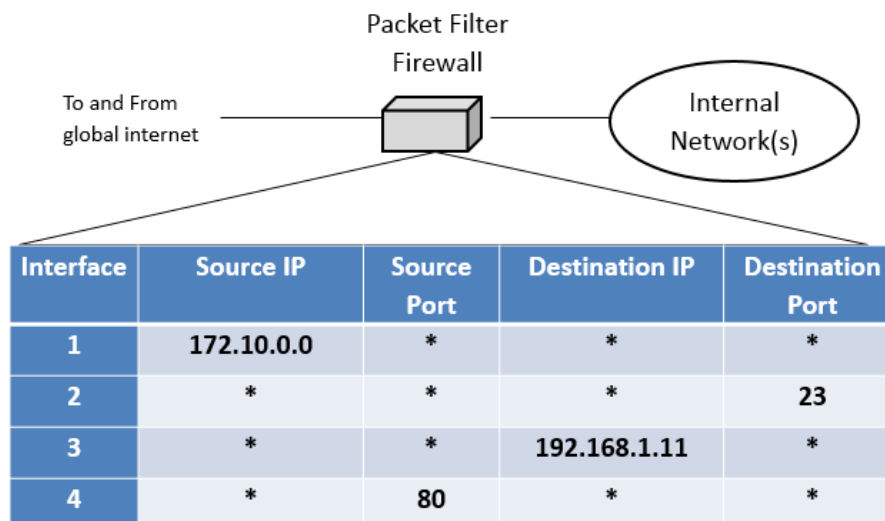 Packet Filter
Firewall
To and From
global internet
Internal
Network(s)
Interface Source IP Source Port Destination IP Destination Port
1 172.10.0.0 * * *
2 * * * 23
3 * * 192.168.1.11 *
4 * 80 * *